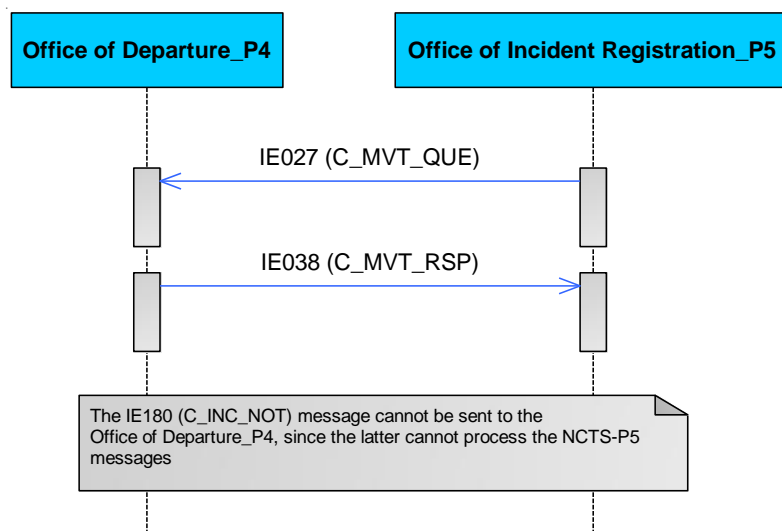 Office of Departure_P4
Office of Incident Registration_P5
IE027 (C_MVT_QUE)
IE038 (C_MVT_RSP)
The IE180 (C_INC_NOT) message cannot be sent to the
Office of Departure_P4, since the latter cannot process the NCTS-P5
messages